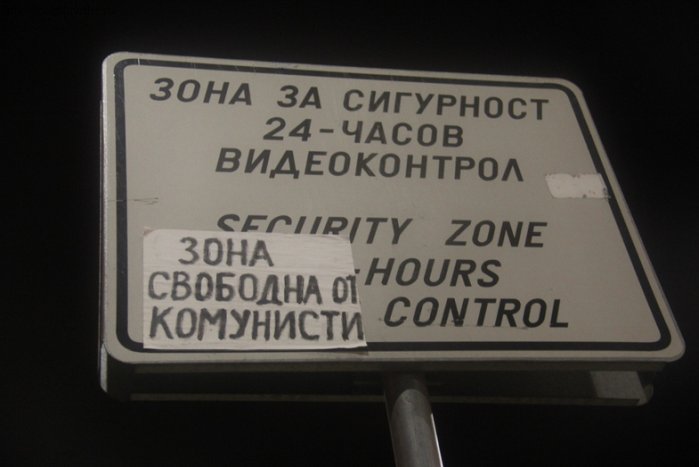 ЗОНА ЗА СИГУРНОСТ
24-ЧАСОВ
ВИДЕОКОНТРОЛ
SECURITY ZONE
-HOURS
CONTROL
ЗОНА
СВОБОДНА ОТ
КОМУНИСТИ